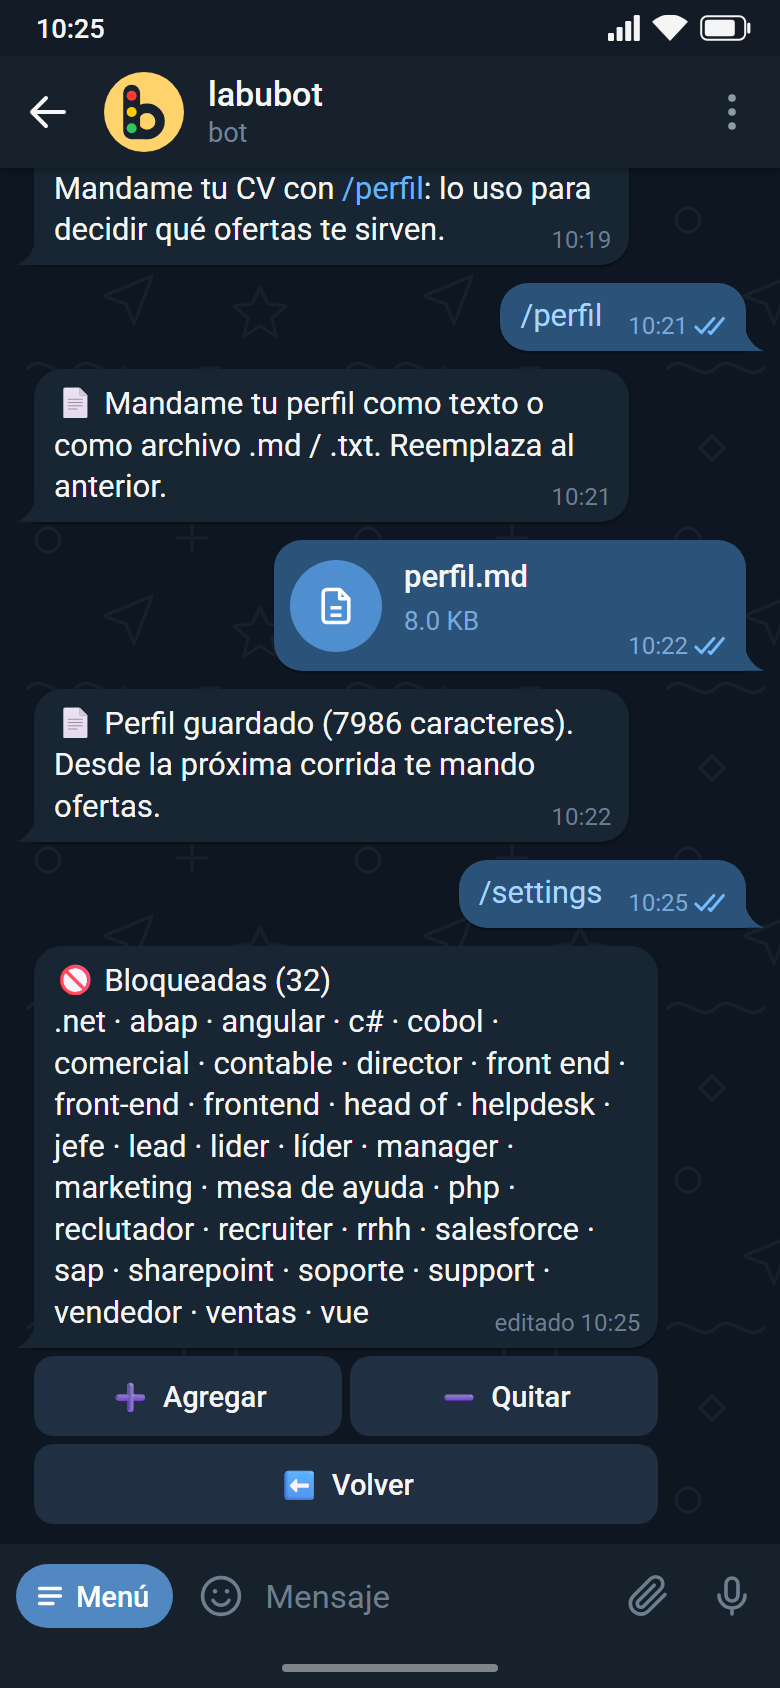 10:25
labubot
bot
Mandame tu CV con /perfil: lo uso para
decidir qué ofertas te sirven.
10:19
/perfil
10:21
Mandame tu perfil como texto o
como archivo .md / .txt. Reemplaza al
anterior.
10:21
perfil.md
8.0 KB
10:22
Perfil guardado (7986 caracteres).
Desde la próxima corrida te mando
ofertas.
10:22
/settings
10:25
Bloqueadas (32)
.net · abap · angular · c# · cobol ·
comercial · contable · director · front end ·
front-end · frontend · head of · helpdesk ·
jefe · lead · lider · líder · manager ·
marketing · mesa de ayuda · php ·
reclutador · recruiter · rrhh · salesforce ·
sap · sharepoint · soporte · support ·
vendedor · ventas · vue
editado 10:25
Agregar
Quitar
Volver
Menú
Mensaje